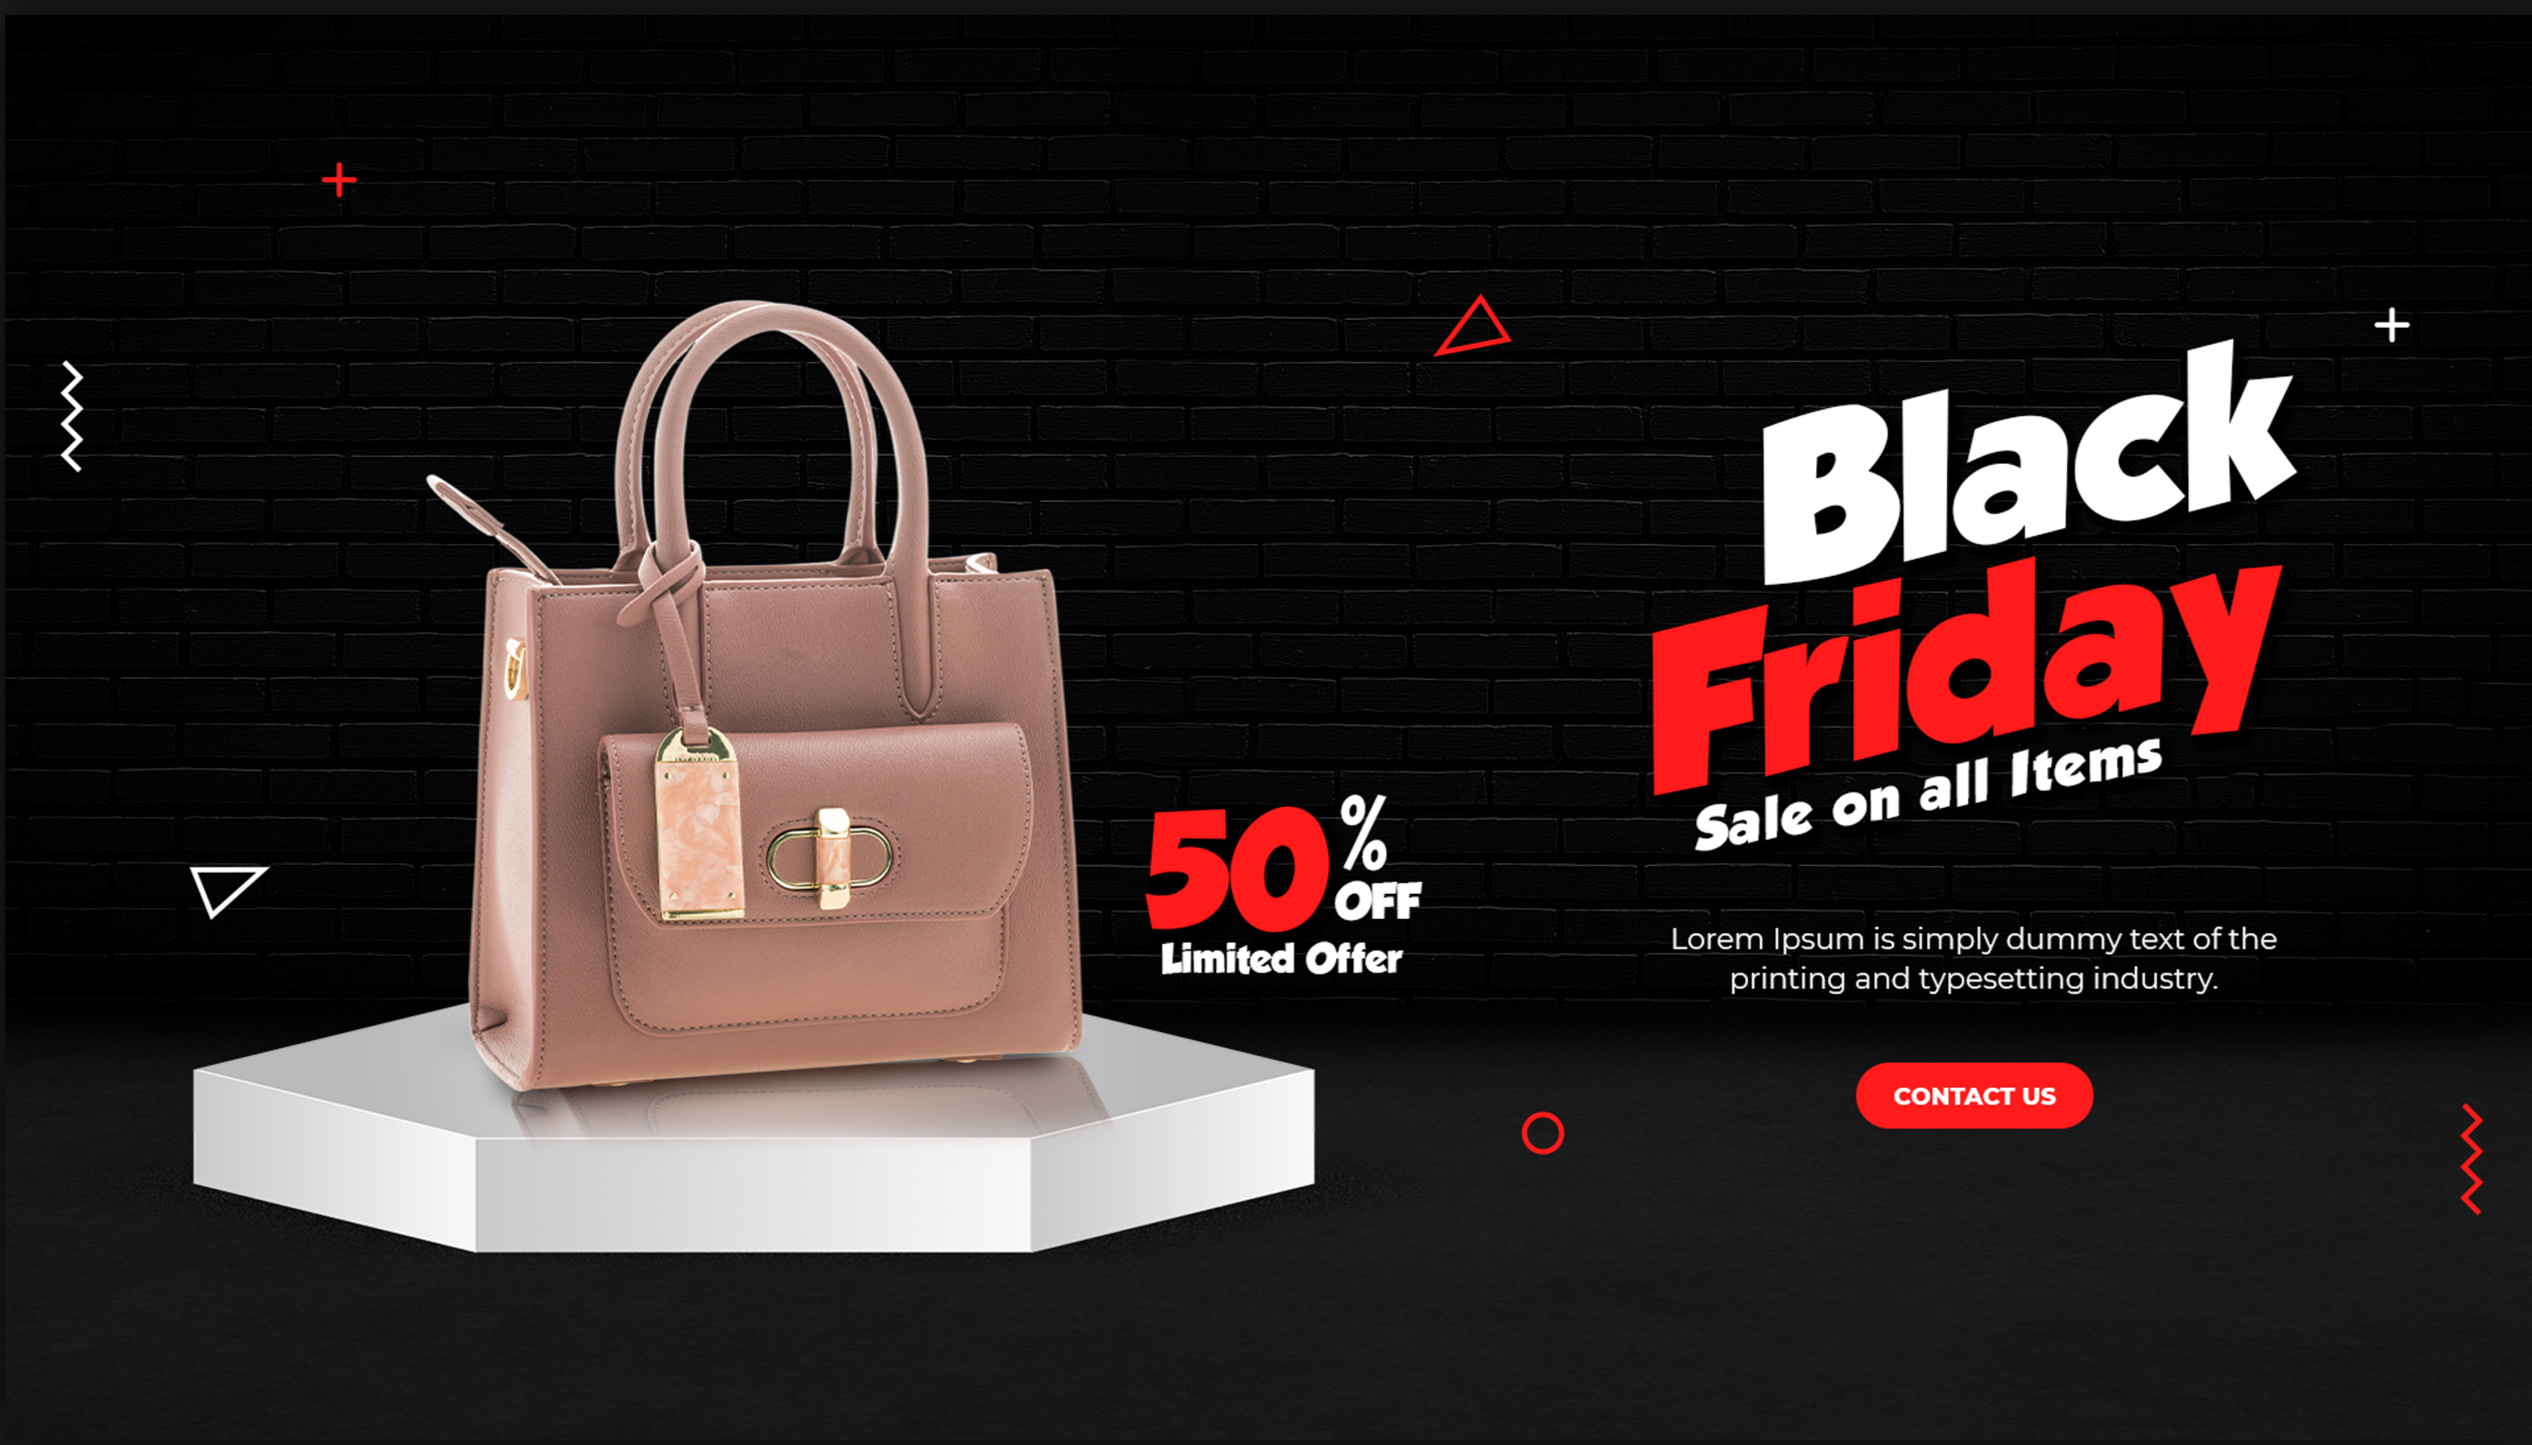 Black
Friday
Sale on all Items
50%
OFF
Limited Offer
Lorem Ipsum is simply dummy text of the
printing and typesetting industry.
CONTACT US